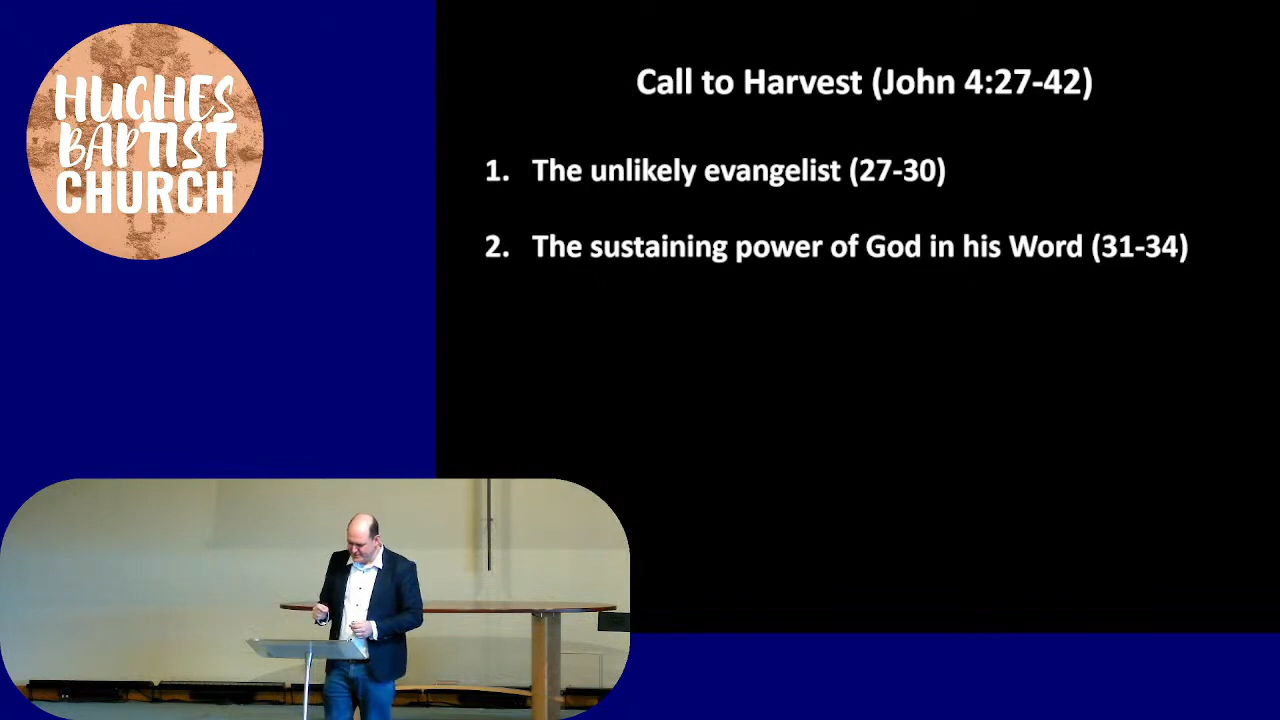 HUGHES
BAPTIST
CHURCH
Call to Harvest (John 4:27-42)
1. The unlikely evangelist (27-30)
2. The sustaining power of God in his Word (31-34)